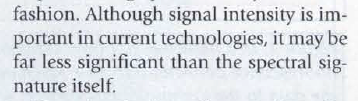 fashion. Although signal intensity is im-
portant in current technologies, it may be
far less significant than the spectral sig-
nature itself.